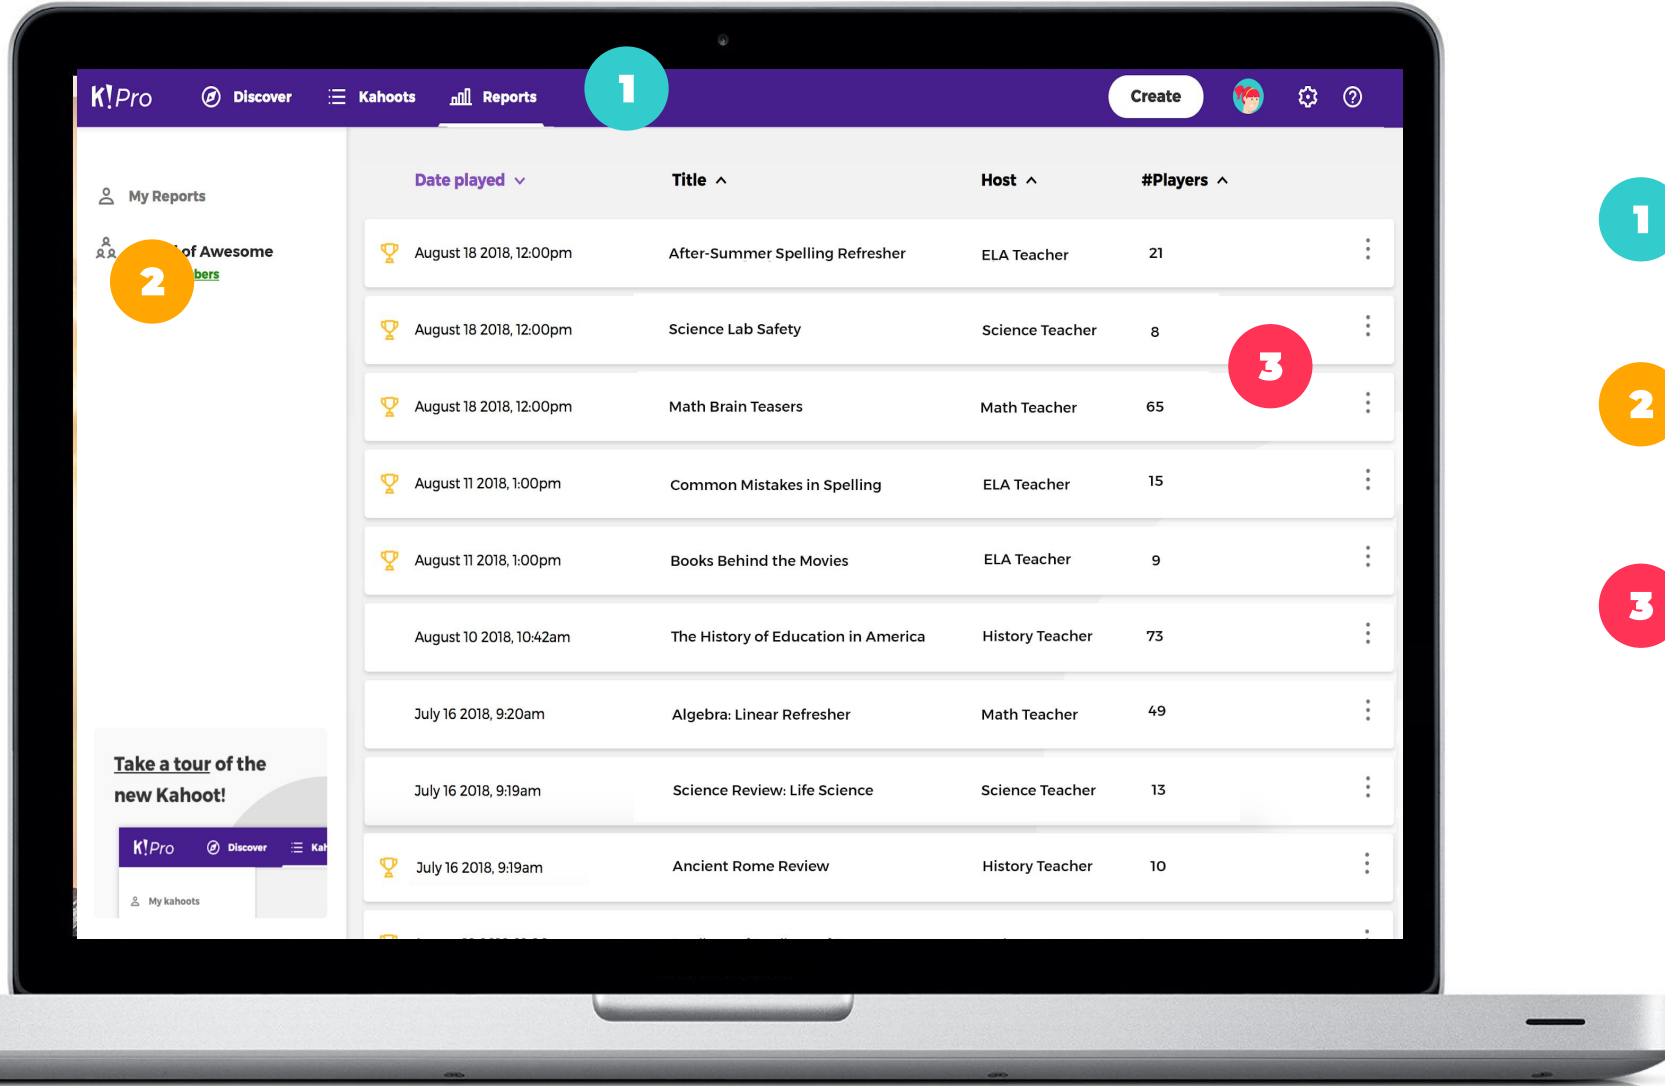 K!Pro Discover Kahoots Reports 1 Create
My Reports
of Awesome
2
Date played Title Host #Players
August 18 2018, 12:00pm After-Summer Spelling Refresher ELA Teacher 21
August 18 2018, 12:00pm Science Lab Safety Science Teacher 8
3
August 18 2018, 12:00pm Math Brain Teasers Math Teacher 65
August 11 2018, 1:00pm Common Mistakes in Spelling ELA Teacher 15
August 11 2018, 1:00pm Books Behind the Movies ELA Teacher 9
August 10 2018, 10:42am The History of Education in America History Teacher 73
July 16 2018, 9:20am Algebra: Linear Refresher Math Teacher 49
July 16 2018, 9:19am Science Review: Life Science Science Teacher 13
July 16 2018, 9:19am Ancient Rome Review History Teacher 10
Take a tour of the
new Kahoot!
K!Pro Discover
My kahoots
1
2
3